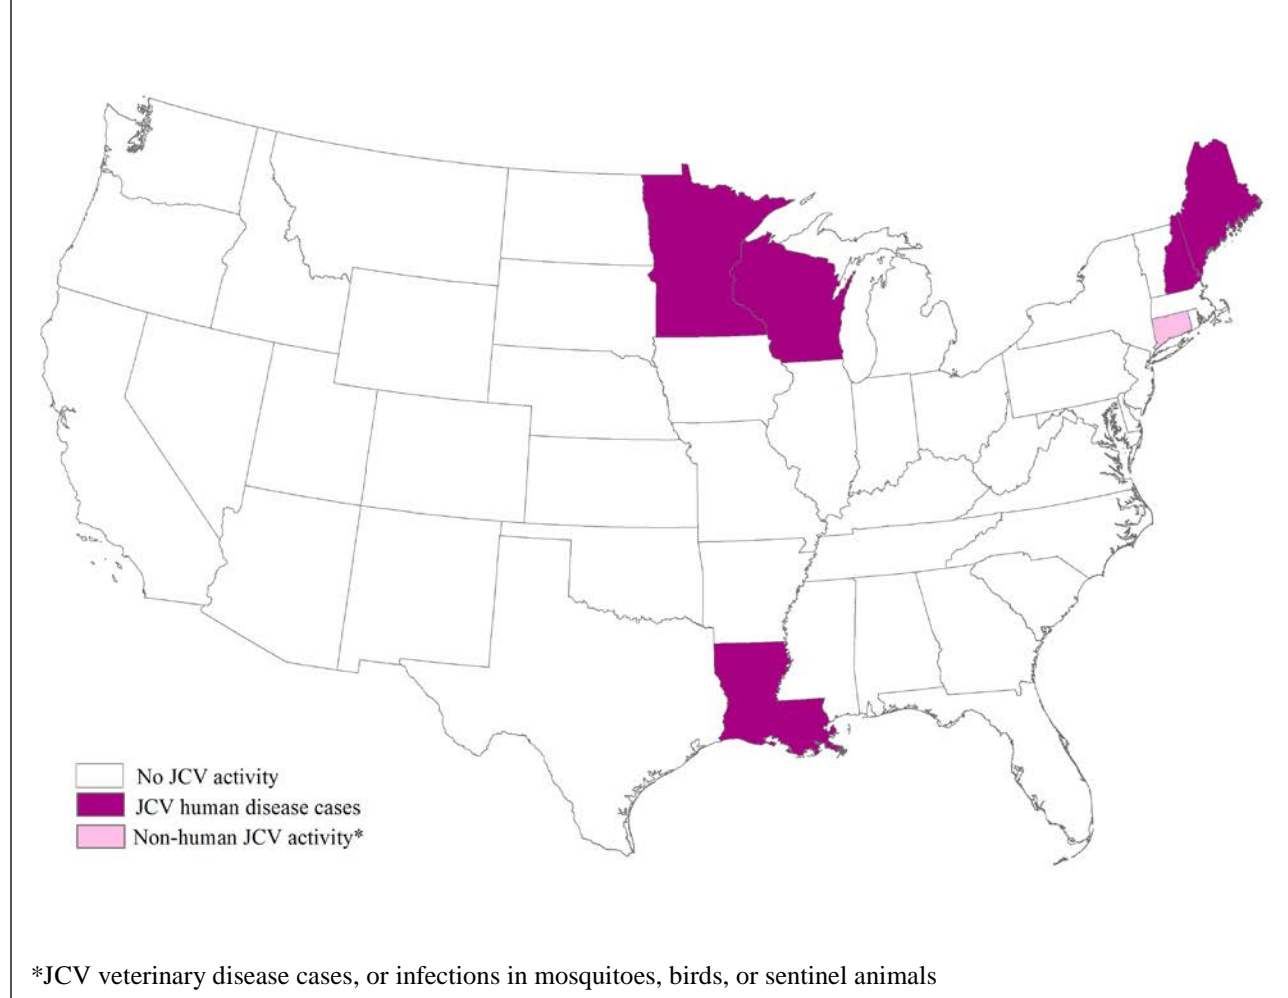 No JCV activity
JCV human disease cases
Non-human JCV activity*
*JCV veterinary disease cases, or infections in mosquitoes, birds, or sentinel animals